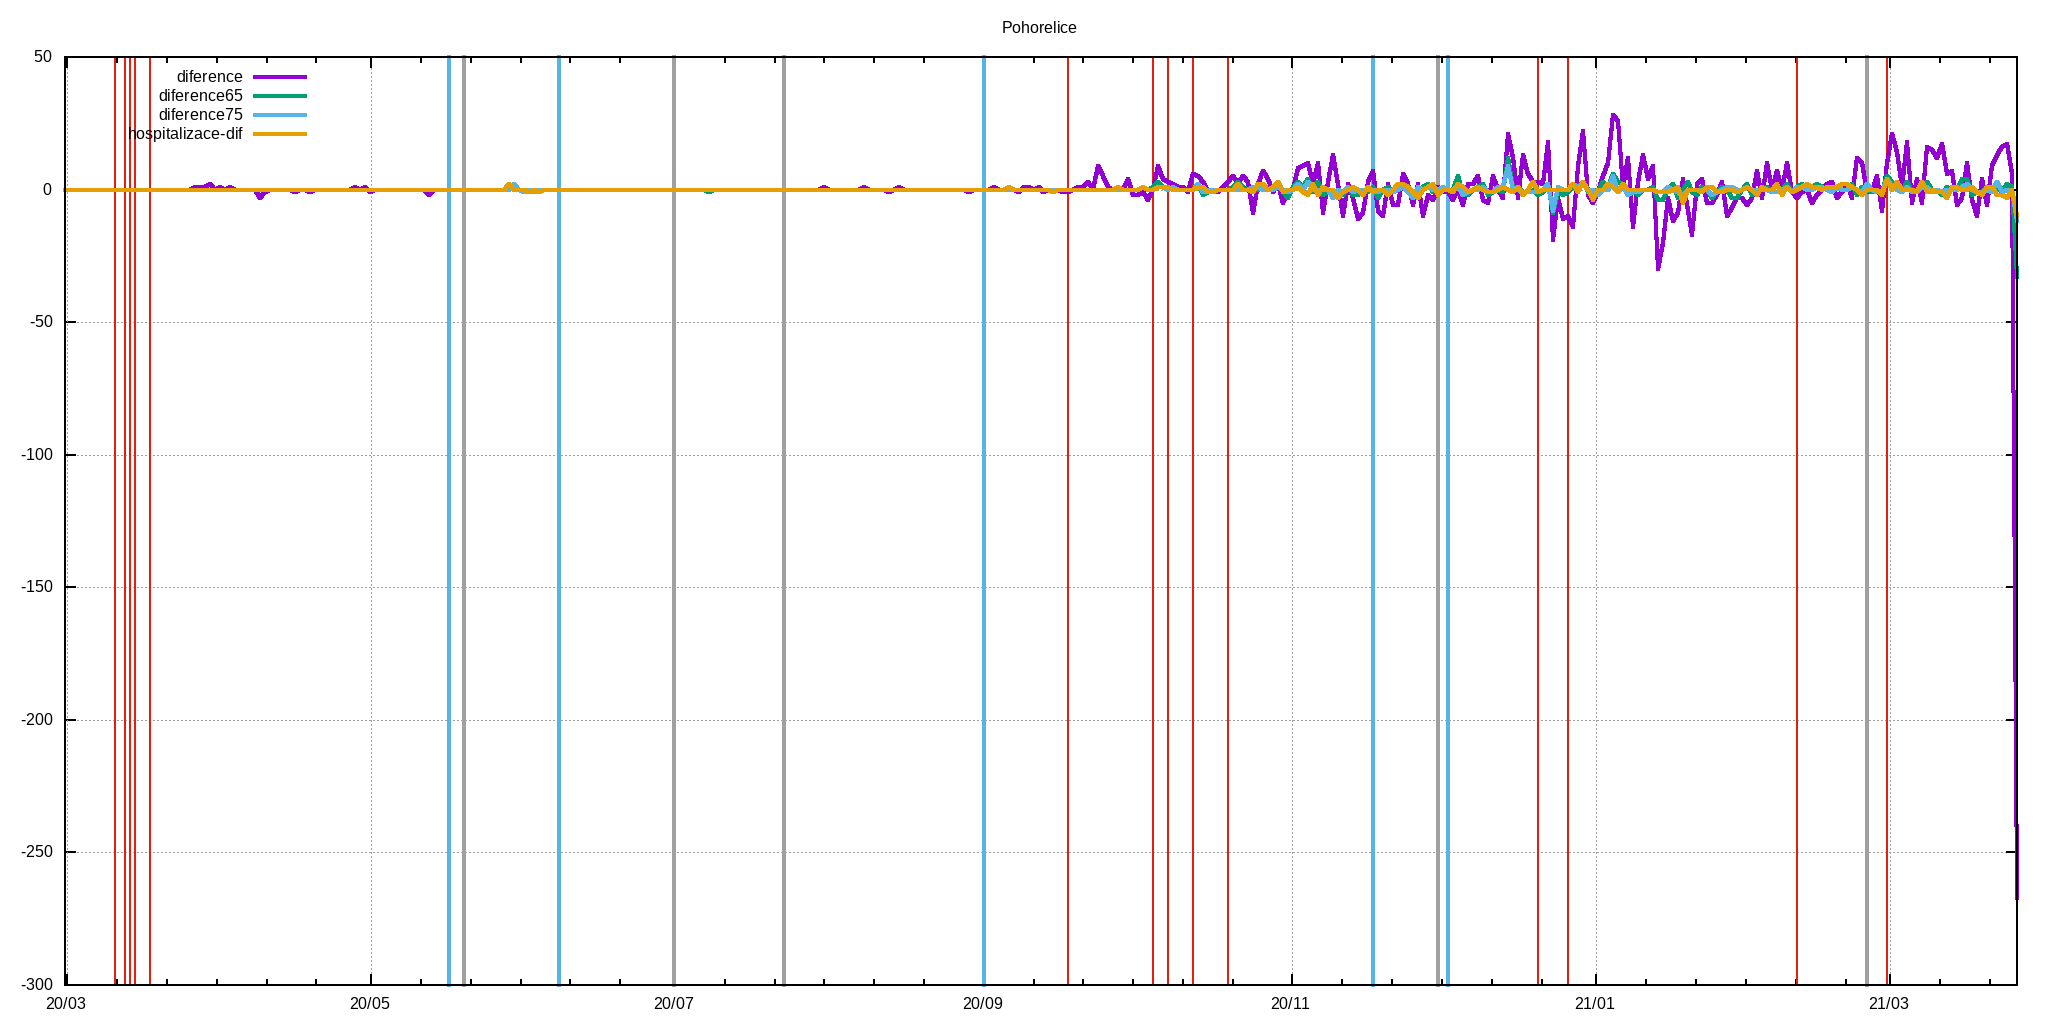 Pohorelice
50
0
-50
-100
-150
-200
-250
-300
diference
diference65
diference75
hospitalizace-dif
20/03 20/05 20/07 20/09 20/11 21/01 21/03